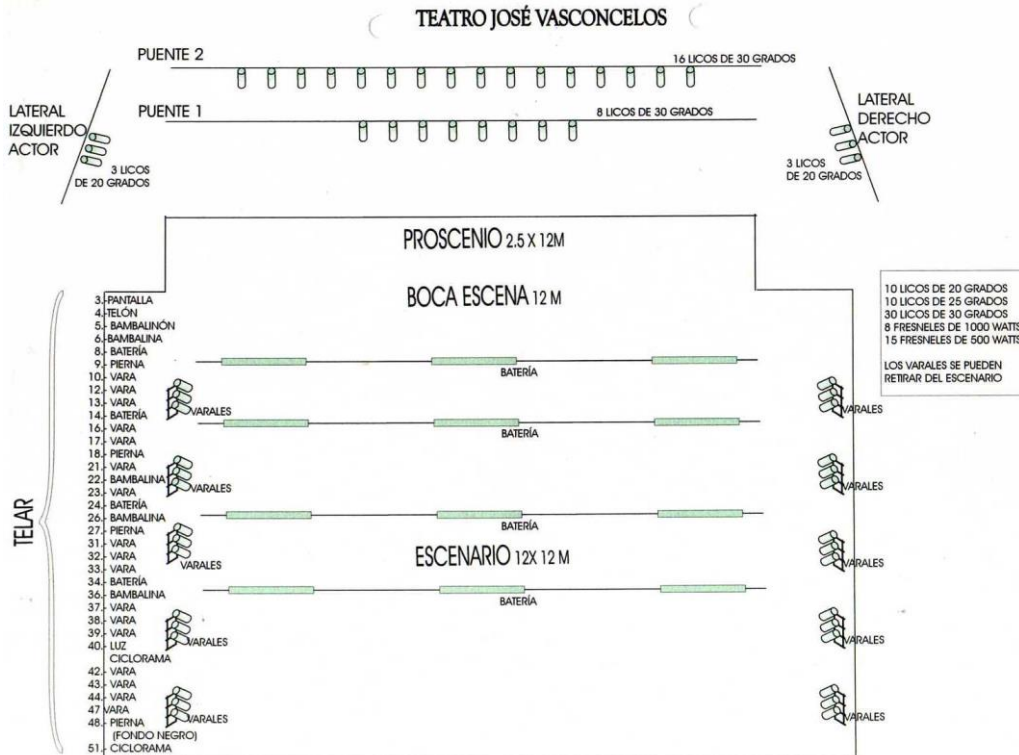 TEATRO JOSÉ VASCONCELOS
PUENTE 2
16 LICOS DE 30 GRADOS
PUENTE 1
8 LICOS DE 30 GRADOS
LATERAL
IZQUIERDO
ACTOR
3 LICOS
DE 20 GRADOS
LATERAL
DERECHO
ACTOR
3 LICOS
DE 20 GRADOS
PROSCENIO 2.5 X 12M
BOCA ESCENA 12 M
10 LICOS DE 20 GRADOS
10 LICOS DE 25 GRADOS
30 LICOS DE 30 GRADOS
8 FRESNELES DE 1000 WATTS
15 FRESNELES DE 500 WATTS
LOS VARALES SE PUEDEN
RETIRAR DEL ESCENARIO
TELAR
3.-PANTALLA
4.-TELÓN
5.- BAMBALINÓN
6.-BAMBALINA
8.- BATERÍA
9.- PIERNA
10.- VARA
12.- VARA
13.- VARA
14.- BATERÍA
16.- VARA
17.- VARA
18.- PIERNA
21.- VARA
22.- BAMBALINA
23.- VARA
24.- BATERÍA
26.- BAMBALINA
27.- PIERNA
31.- VARA
32.- VARA
33.- VARA
34.- BATERÍA
36.- BAMBALINA
37.- VARA
38.- VARA
39.- VARA
40.- LUZ
CICLORAMA
42.- VARA
43.- VARA
44.- VARA
47 VARA
48.- PIERNA
(FONDO NEGRO)
51.- CICLORAMA
BATERÍA
VARALES
VARALES
BATERÍA
VARALES
VARALES
BATERÍA
ESCENARIO 12X 12 M
VARALES
VARALES
BATERÍA
VARALES
VARALES
VARALES
VARALES